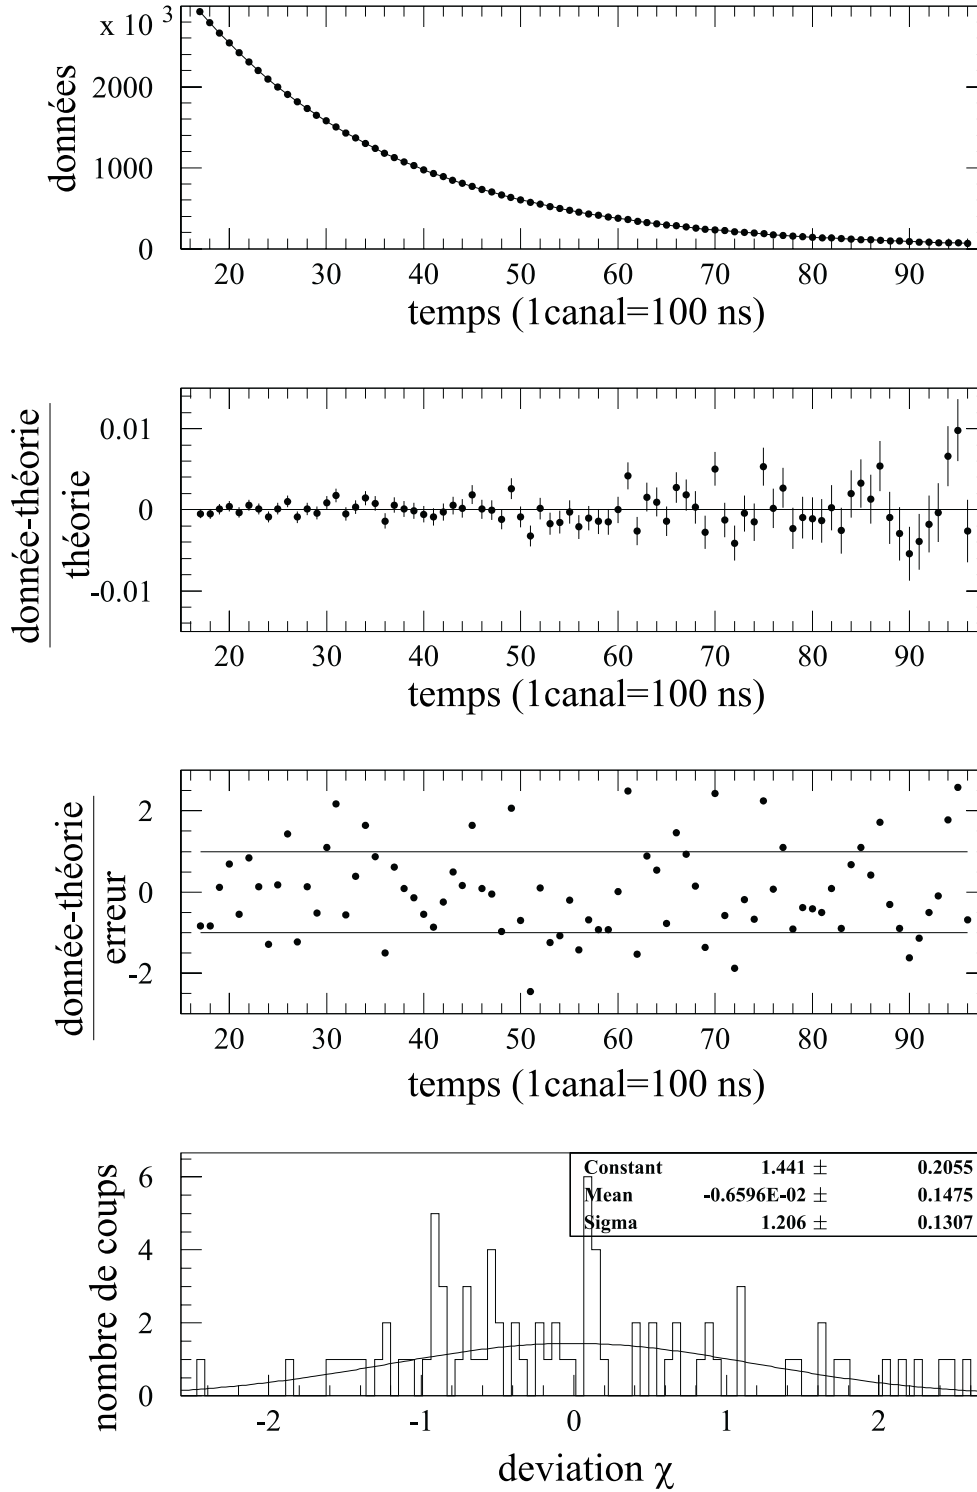 x 10 3
données
2000
1000
0
20 30 40 50 60 70 80 90
temps (1canal=100 ns)
donnée-théorie
théorie
0.01
0
-0.01
20 30 40 50 60 70 80 90
temps (1canal=100 ns)
donnée-théorie
erreur
2
0
-2
20 30 40 50 60 70 80 90
temps (1canal=100 ns)
nombre de coups
6
4
2
0
Constant 1.441 ± 0.2055
Mean -0.6596E-02 ± 0.1475
Sigma 1.206 ± 0.1307
-2 -1 0 1 2
deviation χ